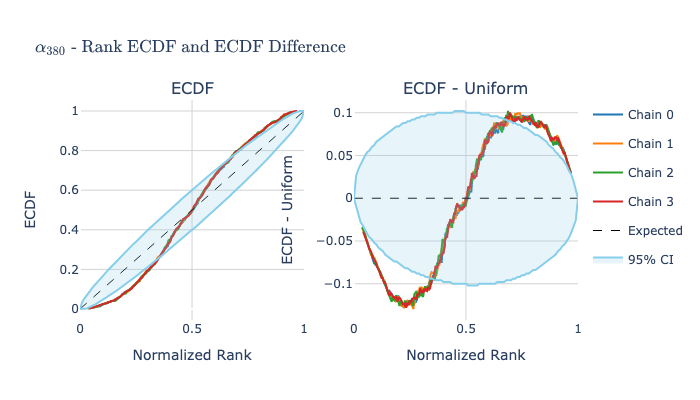 α₃₈₀ - Rank ECDF and ECDF Difference
ECDF
ECDF - Uniform
ECDF
1
0.8
0.6
0.4
0.2
0
0
0.5
1
Normalized Rank
ECDF - Uniform
0.1
0.05
0
−0.05
−0.1
0
0.5
1
Normalized Rank
Chain 0
Chain 1
Chain 2
Chain 3
Expected
95% CI